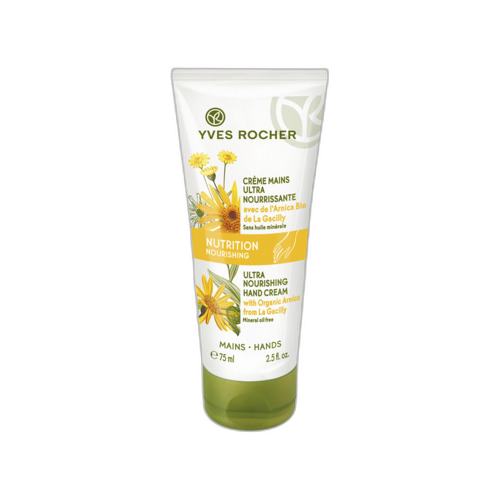 YVES ROCHER
CRÈME MAINS
ULTRA
NOURRISSANTE
avec de l'Arnica Bio
de La Gacilly
Sans huile minérale
NUTRITION
NOURISHING
ULTRA
NOURISHING
HAND CREAM
with Organic Arnica
from La Gacilly
Mineral oil free
MAINS • HANDS
℮ 75 ml 2.5 fl. oz.